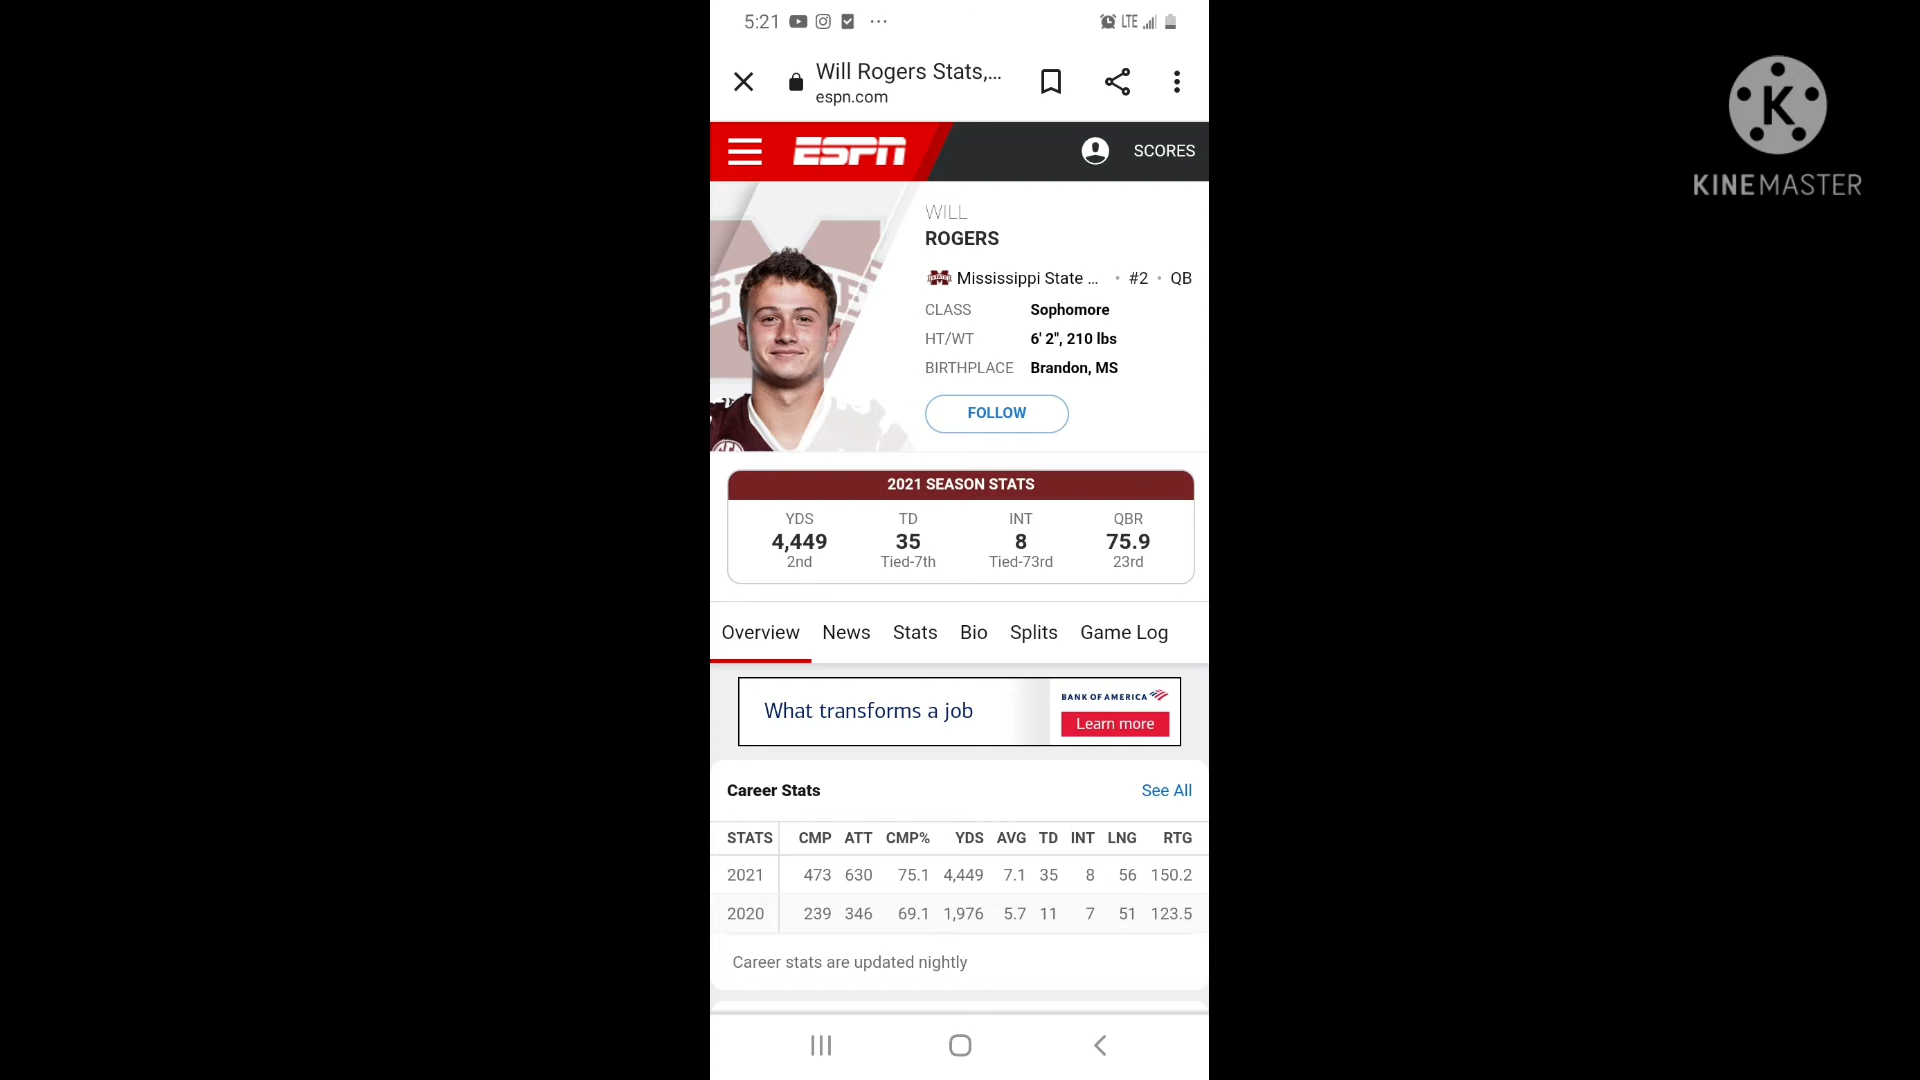 5:21
LTE
Will Rogers Stats,...
espn.com
ESPN
SCORES
WILL
ROGERS
Mississippi State ... • #2 • QB
CLASS Sophomore
HT/WT 6' 2", 210 lbs
BIRTHPLACE Brandon, MS
FOLLOW
2021 SEASON STATS
YDS TD INT QBR
4,449 35 8 75.9
2nd Tied-7th Tied-73rd 23rd
Overview News Stats Bio Splits Game Log
What transforms a job
BANK OF AMERICA
Learn more
Career Stats See All
STATS CMP ATT CMP% YDS AVG TD INT LNG RTG
2021 473 630 75.1 4,449 7.1 35 8 56 150.2
2020 239 346 69.1 1,976 5.7 11 7 51 123.5
Career stats are updated nightly
K
KINEMASTER